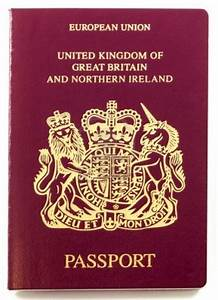 EUROPEAN UNION
UNITED KINGDOM OF
GREAT BRITAIN
AND NORTHERN IRELAND
DIEU ET MON DROIT
PASSPORT